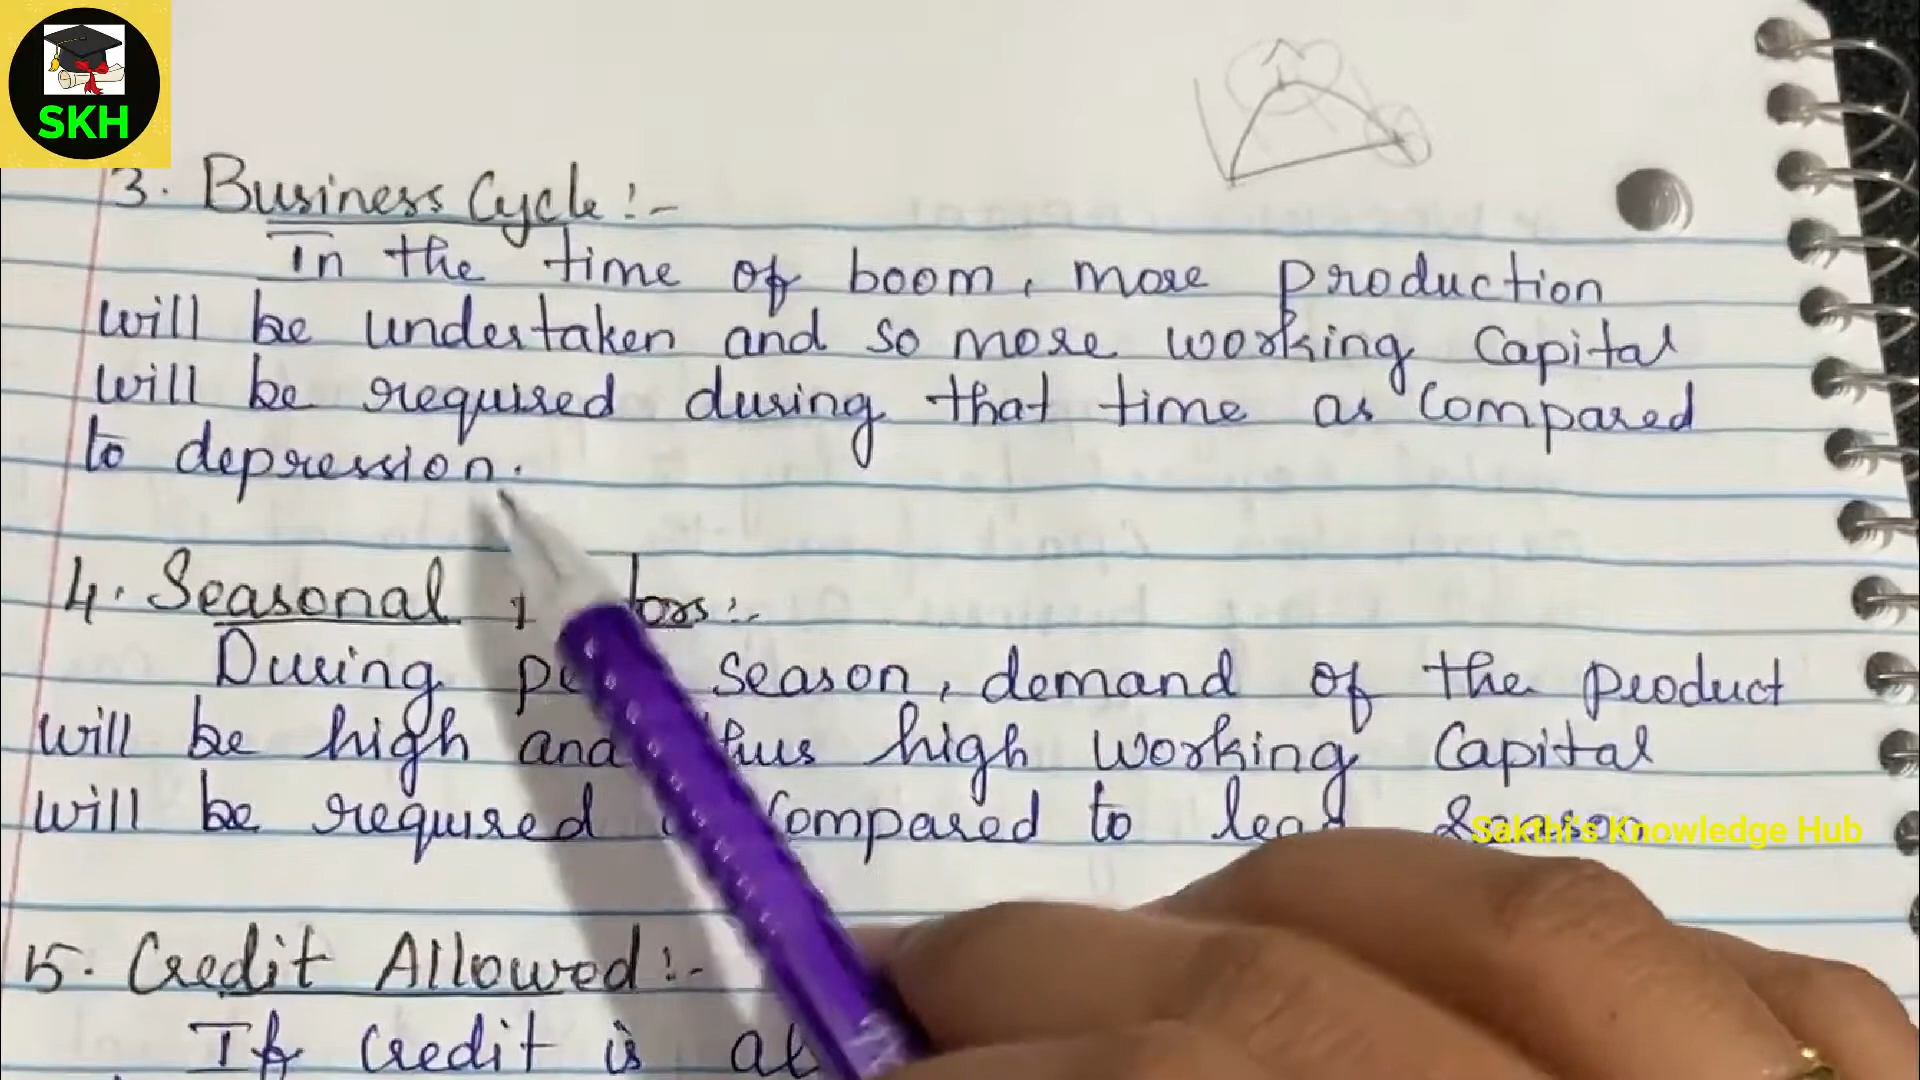 SKH
3. Business Cycle :-
In the time of boom, more production
will be undertaken and so more working Capital
will be required during that time as Compared
to depression.
4. Seasonal :-
During season, demand of the product
will be high and thus high working Capital
will be required Compared to season
Sakthi's Knowledge Hub
5. Credit Allowed :-
If Credit is